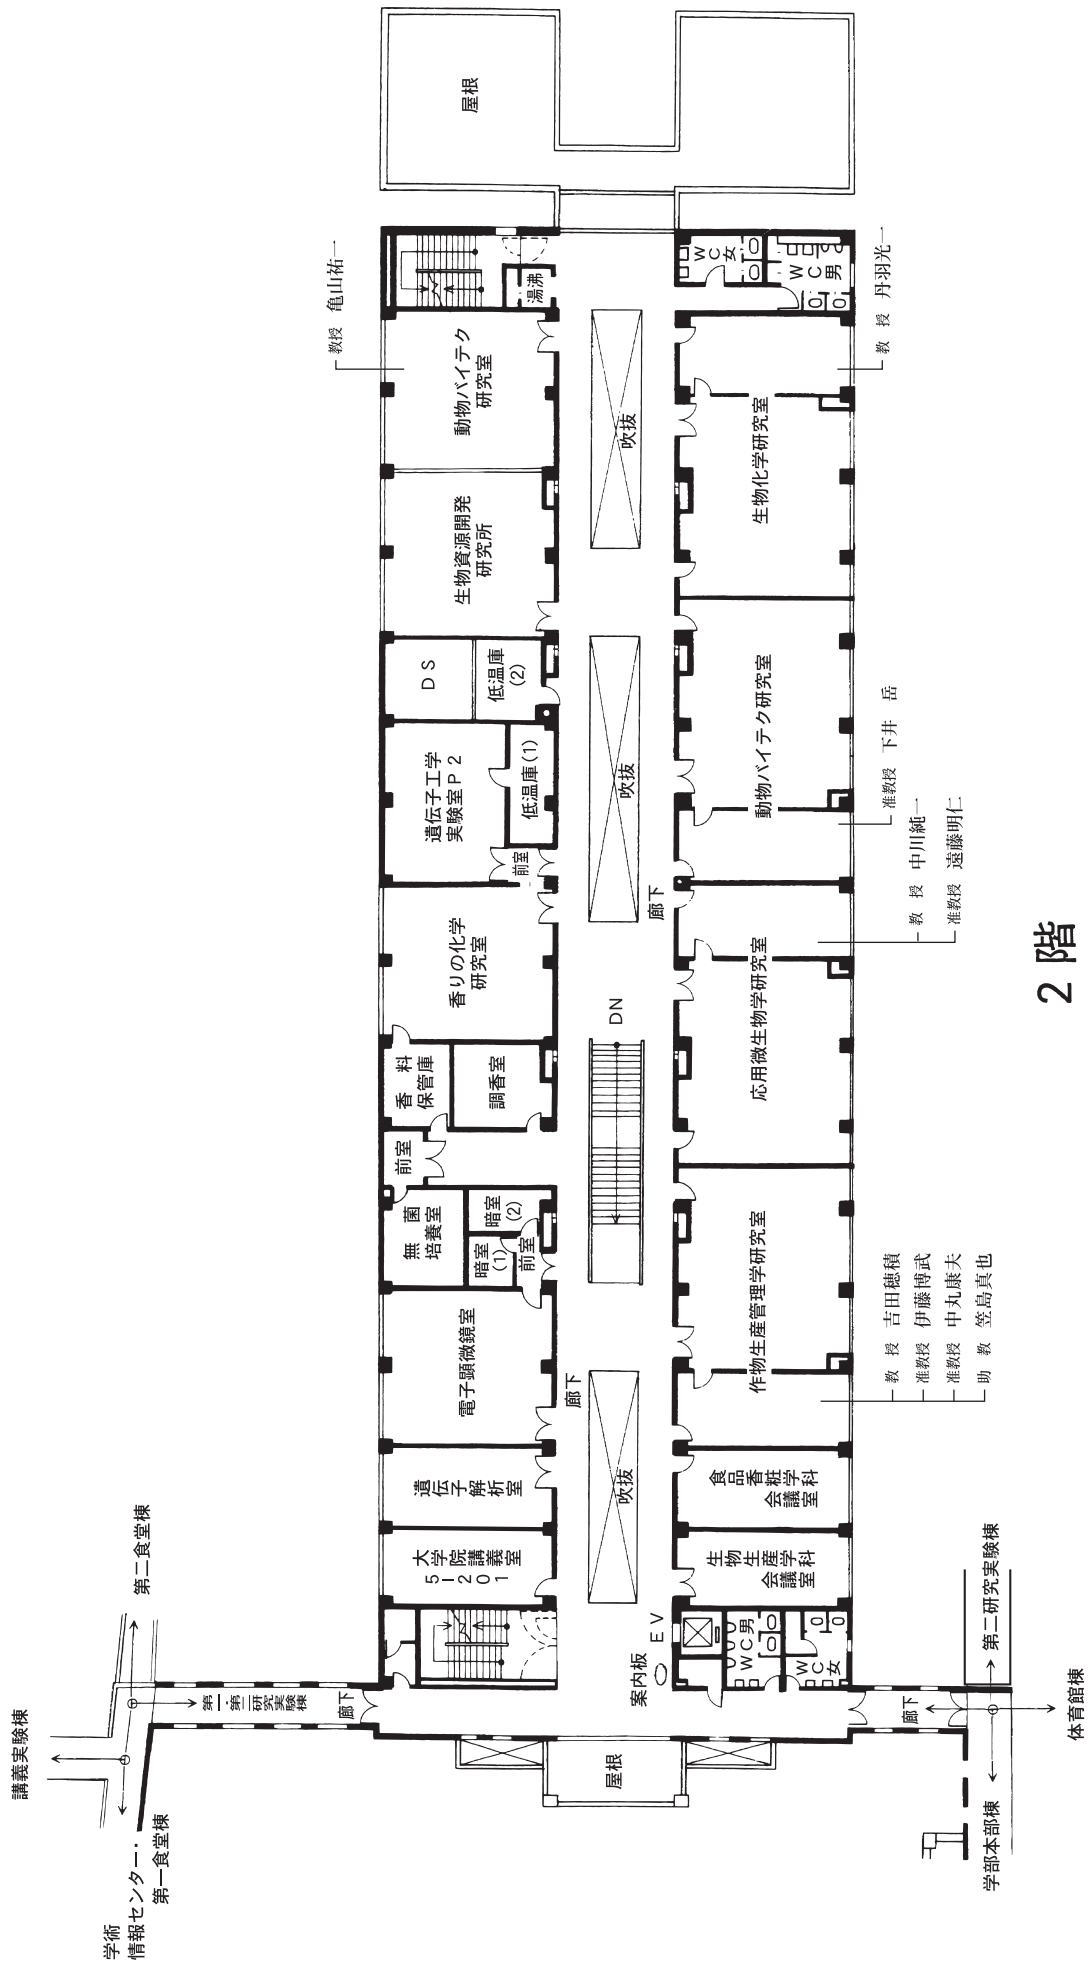 2階
講義実験棟
学術
情報センター・
第一食堂棟
第二食堂棟
第一・第三研究実験棟
廊下
屋根
案内板
EV
大学院講義室
5I201
遺伝子解析室
電子顕微鏡室
暗室
(1)
暗室
(2)
前室
無菌
培養室
前室
香料
保管庫
調香室
香りの化学
研究室
前室
遺伝子工学
実験室P2
低温庫(1)
DS
低温庫
(2)
生物資源開発
研究所
動物バイテク
研究室
教授 亀山祐一
湯沸
屋根
廊下
吹抜
DN
廊下
吹抜
吹抜
WC男
WC女
生物生産学科
会議室
食品香粧学科
会議室
作物生産管理学研究室
応用微生物学研究室
動物バイテク研究室
生物化学研究室
WC女
WC男
教授 吉田穂積
准教授 伊藤博武
准教授 中丸康夫
助教 笠島真也
教授 中川純一
准教授 遠藤明仁
准教授 下井岳
教授 丹羽光一
廊下
第二研究実験棟
学部本部棟
体育館棟